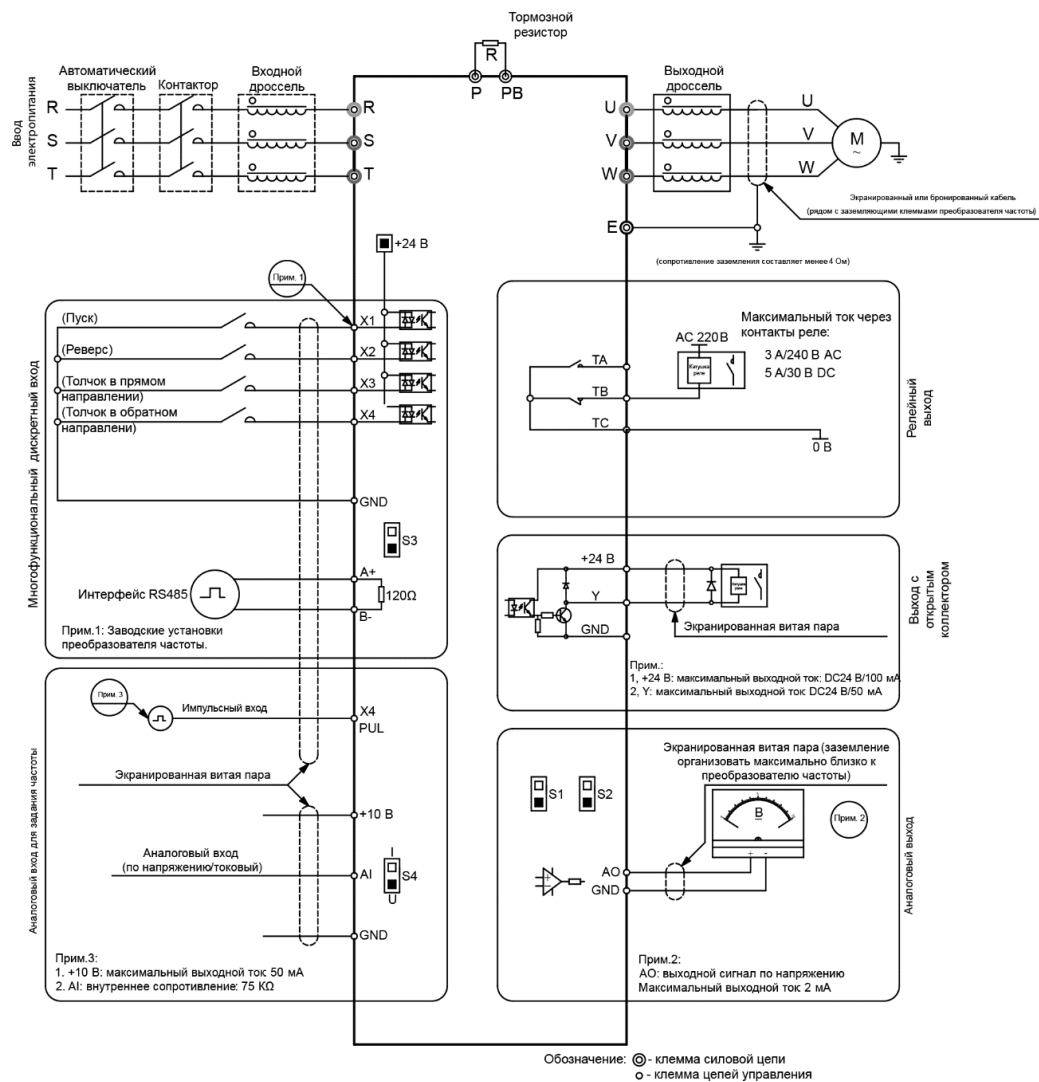 Тормозной
резистор
R
P
PB
Ввод
электропитания
Автоматический
выключатель
Контактор
Входной
дроссель
R
S
T
R
S
T
Выходной
дроссель
U
V
W
U
V
W
M
~
Экранированный или бронированный кабель
(рядом с заземляющими клеммами преобразователя частоты)
E
(сопротивление заземления составляет менее 4 Ом)
+24 В
Прим. 1
Многофункциональный дискретный вход
(Пуск)
X1
(Реверс)
X2
(Толчок в прямом
направлении)
X3
(Толчок в обратном
направлени)
X4
GND
S3
Интерфейс RS485
A+
120Ω
B-
Прим.1: Заводские установки
преобразователя частоты.
Аналоговый вход для задания частоты
Прим. 3
Импульсный вход
X4
PUL
Экранированная витая пара
+10 В
Аналоговый вход
(по напряжению/токовый)
AI
I
S4
U
GND
Прим.3:
1. +10 В: максимальный выходной ток: 50 мА
2. AI: внутреннее сопротивление: 75 KΩ
Релейный
выход
TA
TB
TC
AC 220В
Катушка
реле
Максимальный ток через
контакты реле:
3 А/240 В AC
5 А/30 В DC
0 В
Выход с
открытым
коллектором
+24 В
Y
GND
Катушка
реле
Экранированная витая пара
Прим.:
1, +24 В: максимальный выходной ток: DC24 В/100 мА
2, Y: максимальный выходной ток DC24 В/50 мА
Аналоговый выход
Экранированная витая пара (заземление
организовать максимально близко к
преобразователю частоты)
S1
S2
В
+ -
Прим. 2
AO
GND
Прим.2:
AO: выходной сигнал по напряжению
Максимальный выходной ток: 2 мА
Обозначение: - клемма силовой цепи
- клемма цепей управления